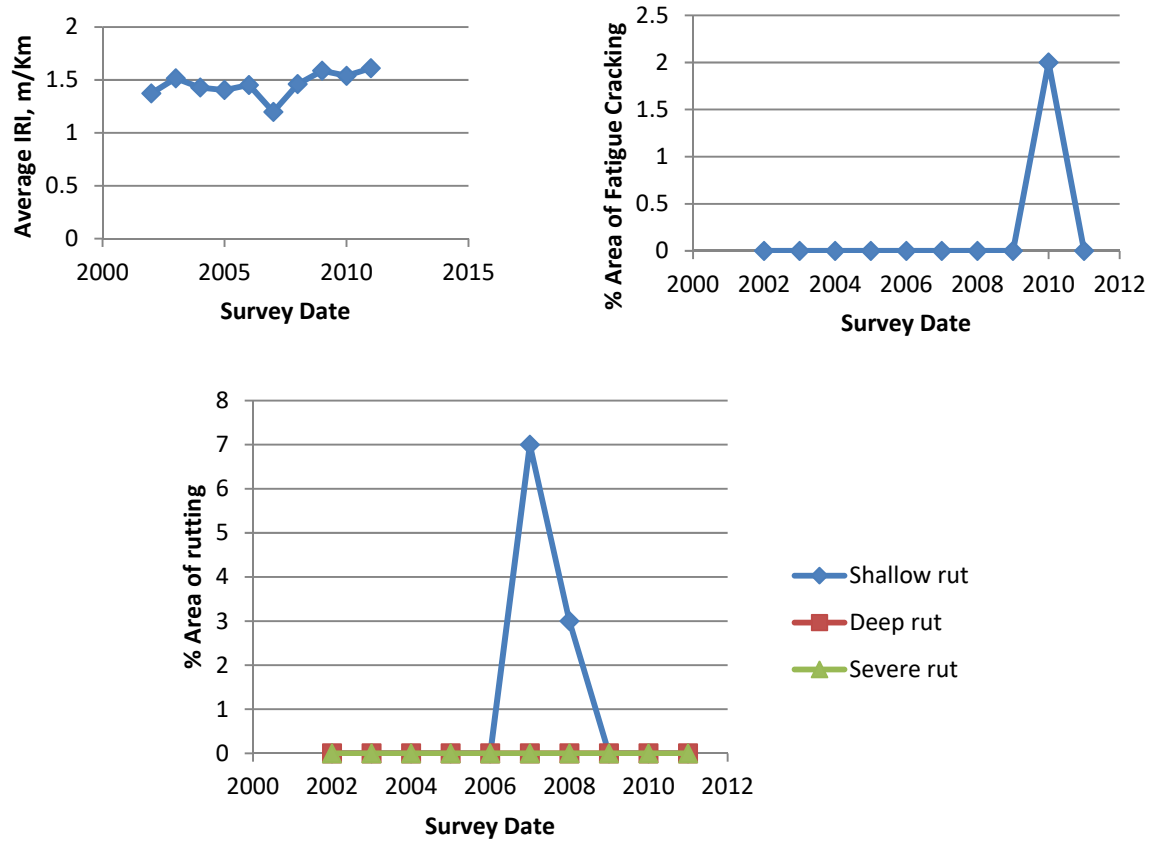 Average IRI, m/Km
2
1.5
1
0.5
0
2000 2005 2010 2015
Survey Date
% Area of Fatigue Cracking
2.5
2
1.5
1
0.5
0
2000 2002 2004 2006 2008 2010 2012
Survey Date
% Area of rutting
8
7
6
5
4
3
2
1
0
2000 2002 2004 2006 2008 2010 2012
Survey Date
Shallow rut
Deep rut
Severe rut